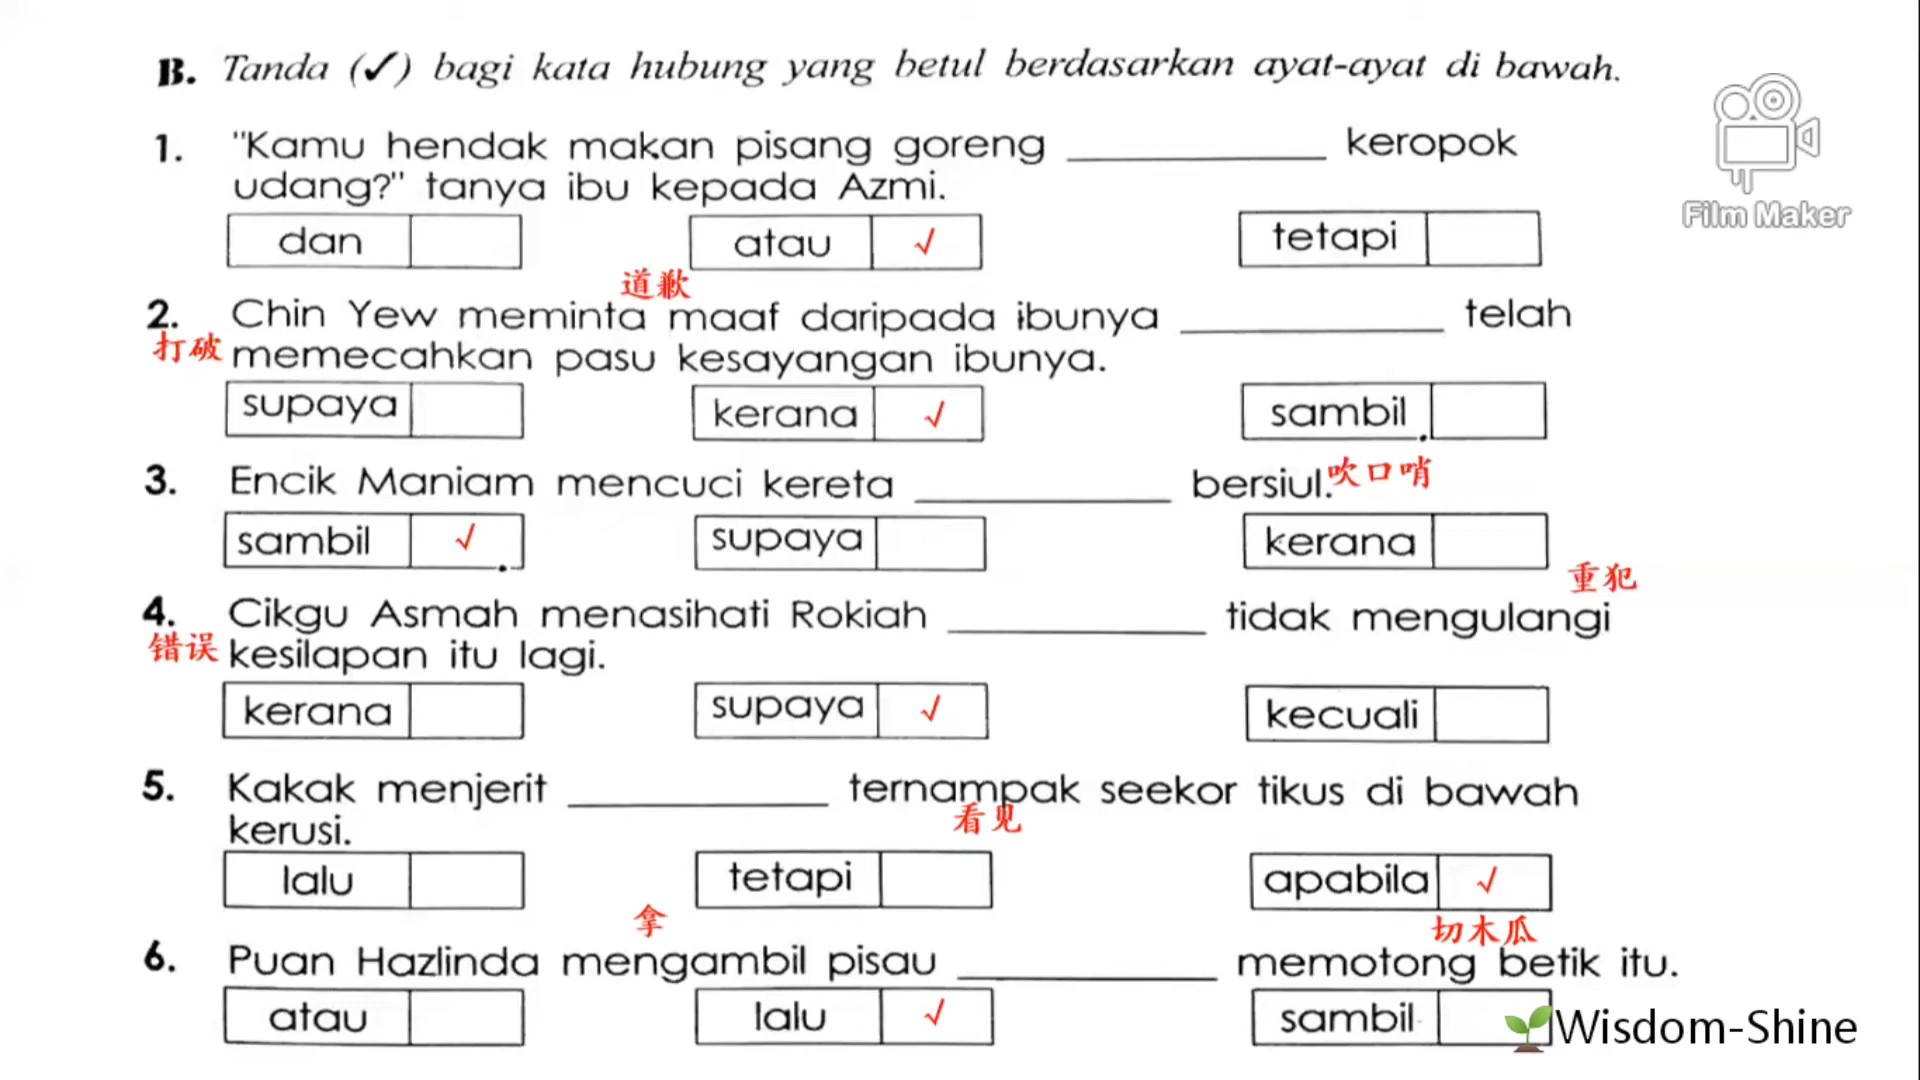 B. Tanda (✓) bagi kata hubung yang betul berdasarkan ayat-ayat di bawah.
Film Maker
1. "Kamu hendak makan pisang goreng ____________ keropok
udang?" tanya ibu kepada Azmi.
dan atau √ tetapi
道歉
2. Chin Yew meminta maaf daripada ibunya ____________ telah
打破 memecahkan pasu kesayangan ibunya.
supaya kerana √ sambil
3. Encik Maniam mencuci kereta ____________ bersiul. 吹口哨
sambil √ supaya kerana
重犯
4. Cikgu Asmah menasihati Rokiah ____________ tidak mengulangi
错误 kesilapan itu lagi.
kerana supaya √ kecuali
5. Kakak menjerit ____________ ternampak seekor tikus di bawah
看见
kerusi.
lalu tetapi apabila √
拿 切木瓜
6. Puan Hazlinda mengambil pisau ____________ memotong betik itu.
atau lalu √ sambil
Wisdom-Shine